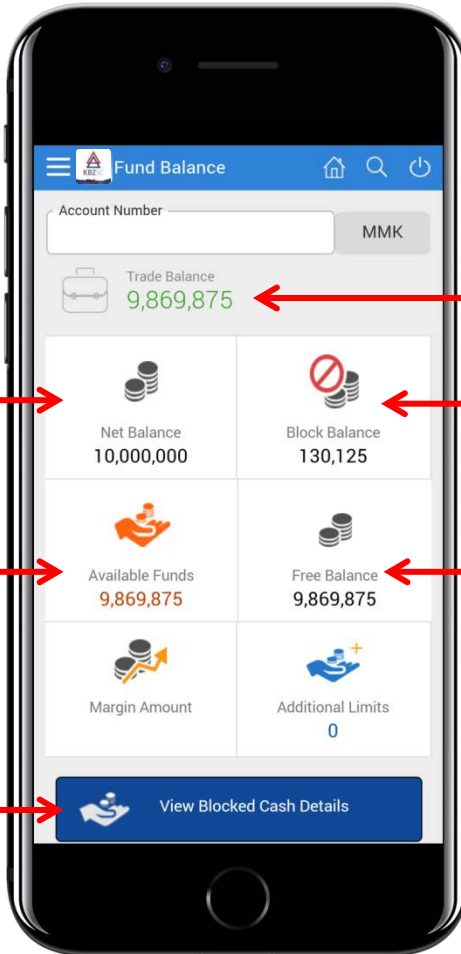 KBZSC Fund Balance
Account Number
MMK
Trade Balance
9,869,875
Net Balance
10,000,000
Block Balance
130,125
Available Funds
9,869,875
Free Balance
9,869,875
Margin Amount
Additional Limits
0
View Blocked Cash Details